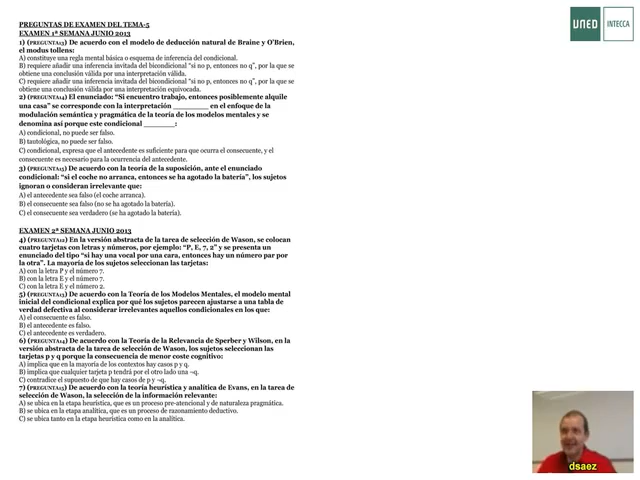 PREGUNTAS DE EXAMEN DEL TEMA-5
EXAMEN 1ª SEMANA JUNIO 2013
1) (PREGUNTA13) De acuerdo con el modelo de deducción natural de Braine y O'Brien,
el modus tollens:
A) constituye una regla mental básica o esquema de inferencia del condicional.
B) requiere añadir una inferencia invitada del bicondicional "si no p, entonces no q", por la que se
obtiene una conclusión válida por una interpretación válida.
C) requiere añadir una inferencia invitada del bicondicional "si no p, entonces no q", por la que se
obtiene una conclusión válida por una interpretación equivocada.
2) (PREGUNTA14) El enunciado: "Si encuentro trabajo, entonces posiblemente alquile
una casa" se corresponde con la interpretación ________ en el enfoque de la
modulación semántica y pragmática de la teoría de los modelos mentales y se
denomina así porque este condicional _______:
A) condicional, no puede ser falso.
B) tautológica, no puede ser falso.
C) condicional, expresa que el antecedente es suficiente para que ocurra el consecuente, y el
consecuente es necesario para la ocurrencia del antecedente.
3) (PREGUNTA15) De acuerdo con la teoría de la suposición, ante el enunciado
condicional: "si el coche no arranca, entonces se ha agotado la batería", los sujetos
ignoran o consideran irrelevante que:
A) el antecedente sea falso (el coche arranca).
B) el consecuente sea falso (no se ha agotado la batería).
C) el consecuente sea verdadero (se ha agotado la batería).
EXAMEN 2ª SEMANA JUNIO 2013
4) (PREGUNTA12) En la versión abstracta de la tarea de selección de Wason, se colocan
cuatro tarjetas con letras y números, por ejemplo: "P, E, 7, 2" y se presenta un
enunciado del tipo "si hay una vocal por una cara, entonces hay un número par por
la otra". La mayoría de los sujetos seleccionan las tarjetas:
A) con la letra P y el número 7.
B) con la letra E y el número 7.
C) con la letra E y el número 2.
5) (PREGUNTA13) De acuerdo con la Teoría de los Modelos Mentales, el modelo mental
inicial del condicional explica por qué los sujetos parecen ajustarse a una tabla de
verdad defectiva al considerar irrelevantes aquellos condicionales en los que:
A) el consecuente es falso.
B) el antecedente es falso.
C) el antecedente es verdadero.
6) (PREGUNTA14) De acuerdo con la Teoría de la Relevancia de Sperber y Wilson, en la
versión abstracta de la tarea de selección de Wason, los sujetos seleccionan las
tarjetas p y q porque la consecuencia de menor coste cognitivo:
A) implica que en la mayoría de los contextos hay casos p y q.
B) implica que cualquier tarjeta p tendrá por el otro lado una ¬q.
C) contradice el supuesto de que hay casos de p y ¬q.
7) (PREGUNTA15) De acuerdo con la teoría heurística y analítica de Evans, en la tarea de
selección de Wason, la selección de la información relevante:
A) se ubica en la etapa heurística, que es un proceso pre-atencional y de naturaleza pragmática.
B) se ubica en la etapa analítica, que es un proceso de razonamiento deductivo.
C) se ubica tanto en la etapa heurística como en la analítica.
UNED
INTECCA
dsaez